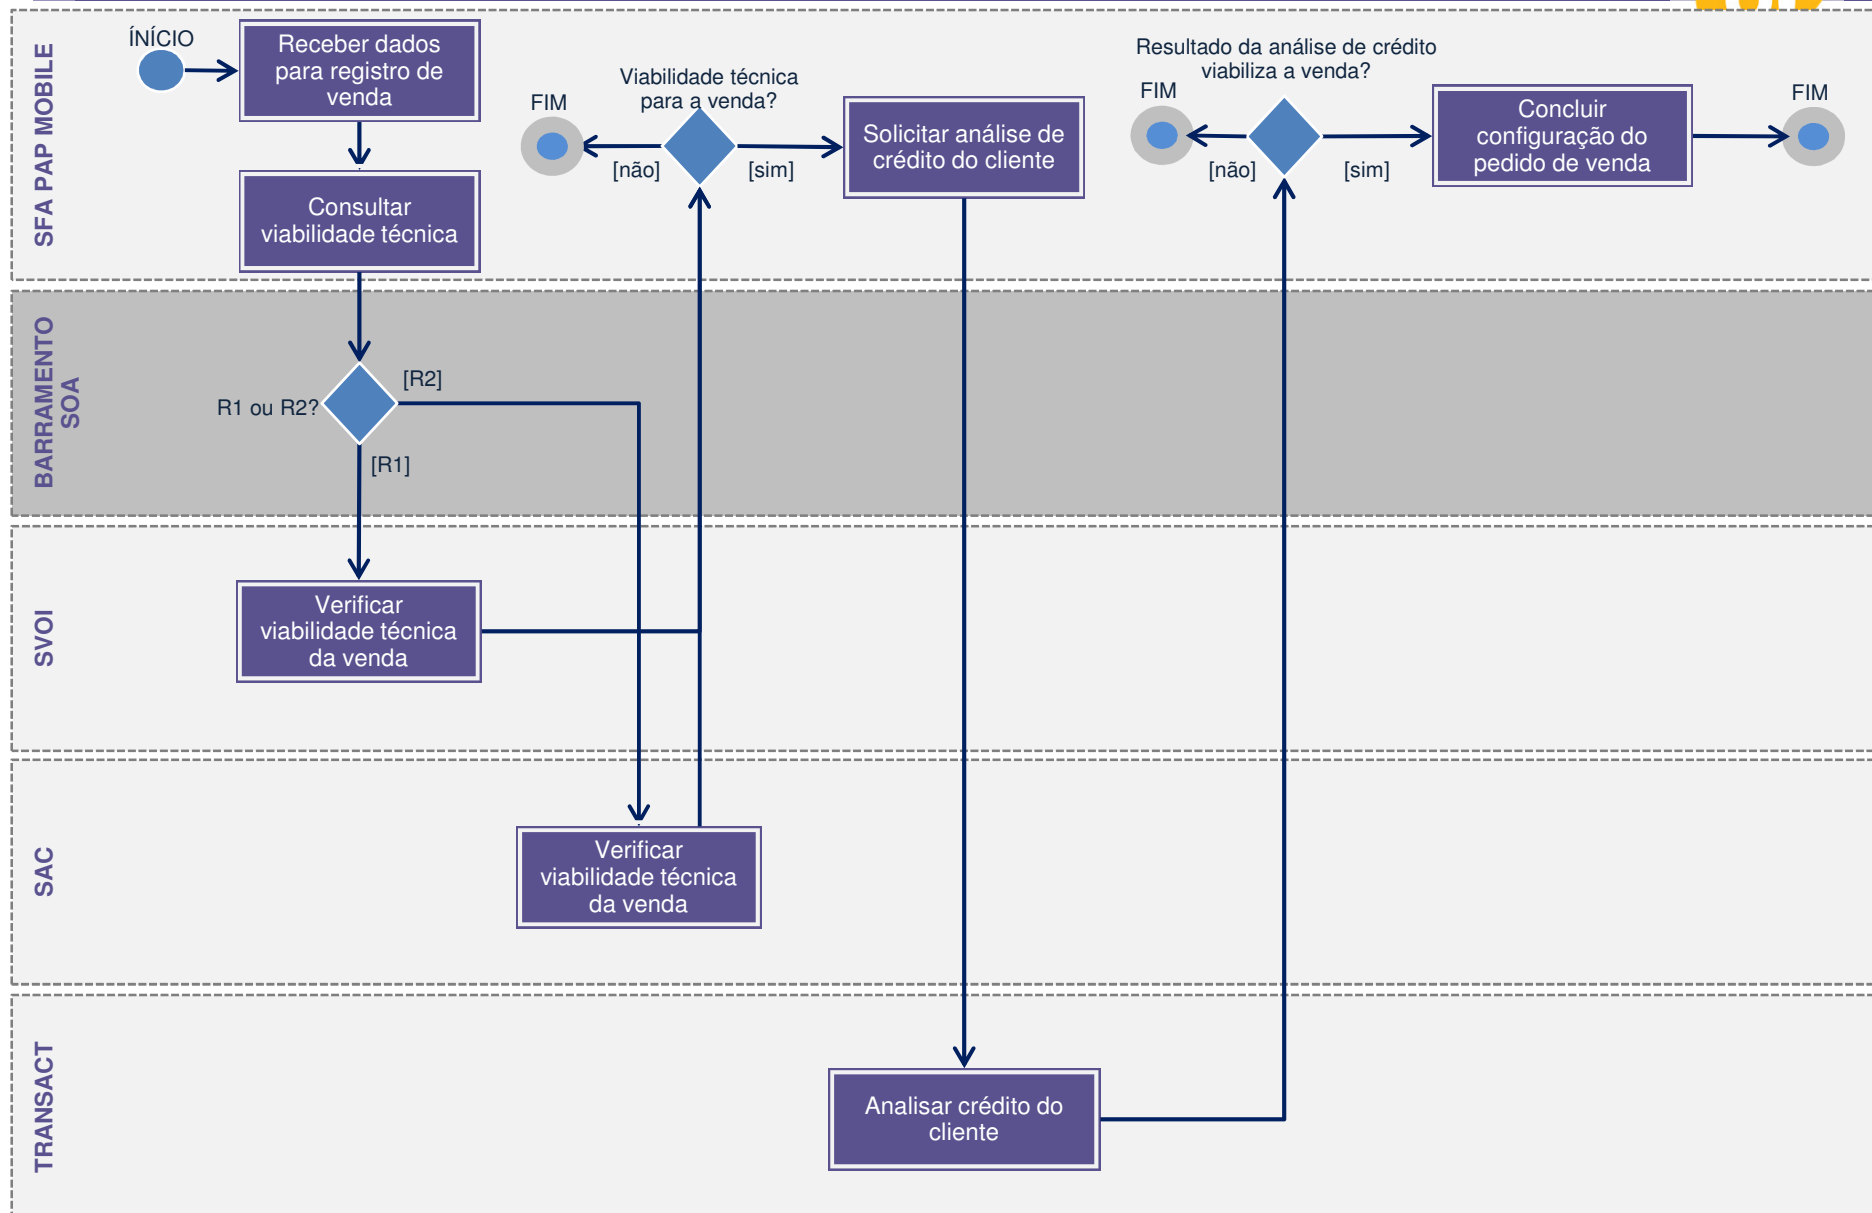 SFA PAP MOBILE
ÍNÍCIO
Receber dados
para registro de
venda
Consultar
viabilidade técnica
FIM
Viabilidade técnica
para a venda?
[não]
[sim]
Solicitar análise de
crédito do cliente
Resultado da análise de crédito
viabiliza a venda?
FIM
[não]
[sim]
Concluir
configuração do
pedido de venda
FIM
BARRAMENTO
SOA
R1 ou R2?
[R2]
[R1]
SVOI
Verificar
viabilidade técnica
da venda
SAC
Verificar
viabilidade técnica
da venda
TRANSACT
Analisar crédito do
cliente